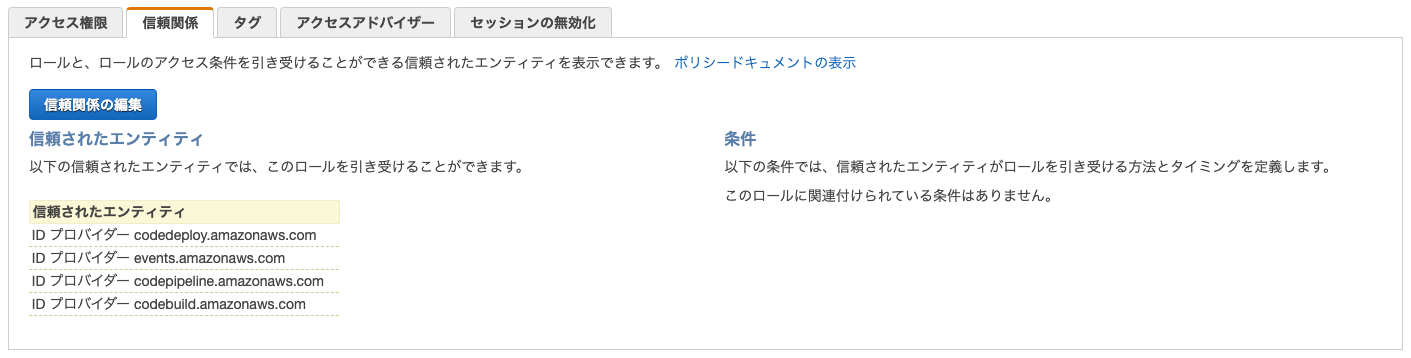 アクセス権限 信頼関係 タグ アクセスアドバイザー セッションの無効化
ロールと、ロールのアクセス条件を引き受けることができる信頼されたエンティティを表示できます。 ポリシードキュメントの表示
信頼関係の編集
信頼されたエンティティ
以下の信頼されたエンティティでは、このロールを引き受けることができます。
信頼されたエンティティ
ID プロバイダー codedeploy.amazonaws.com
ID プロバイダー events.amazonaws.com
ID プロバイダー codepipeline.amazonaws.com
ID プロバイダー codebuild.amazonaws.com
条件
以下の条件では、信頼されたエンティティがロールを引き受ける方法とタイミングを定義します。
このロールに関連付けられている条件はありません。